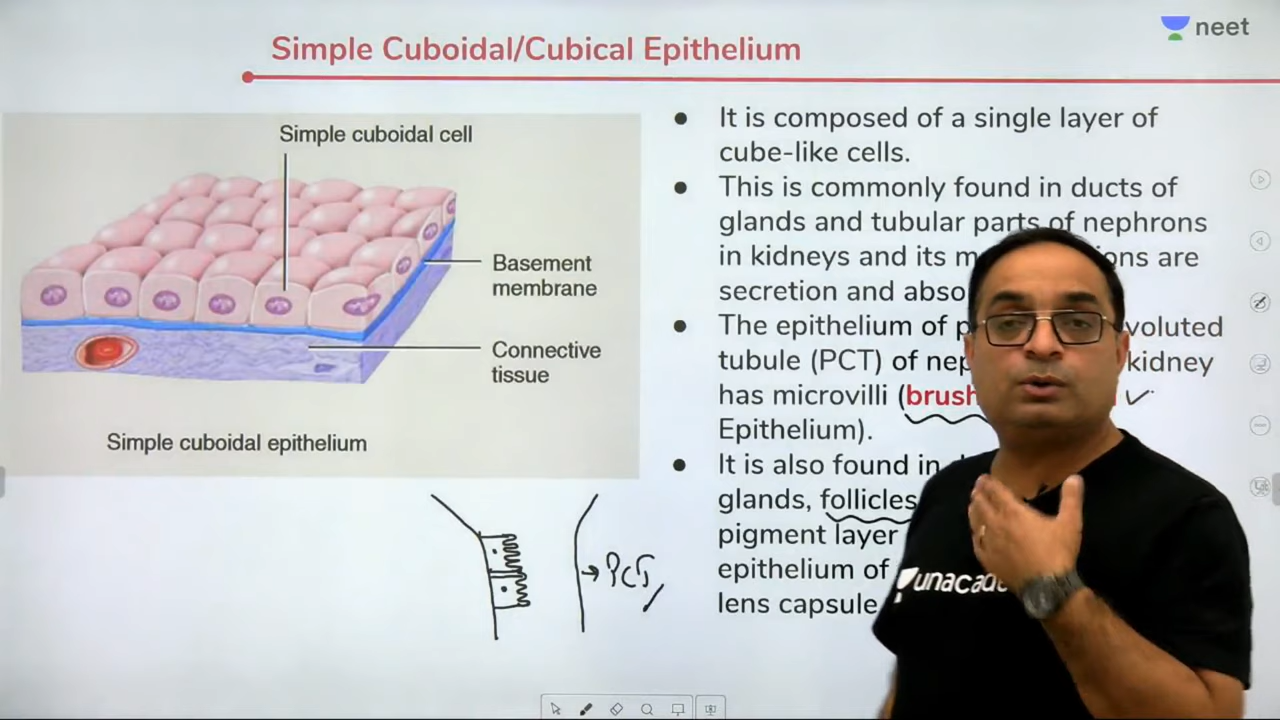 neet
Simple Cuboidal/Cubical Epithelium
Simple cuboidal cell
Basement
membrane
Connective
tissue
Simple cuboidal epithelium
PCT
• It is composed of a single layer of
cube-like cells.
• This is commonly found in ducts of
glands and tubular parts of nephrons
in kidneys and its are
secretion and
• The epithelium of
tubule (PCT) of kidney
has microvilli (brush
Epithelium).
• It is also found in
glands, follicles
pigment layer
epithelium of
lens capsule
unacade